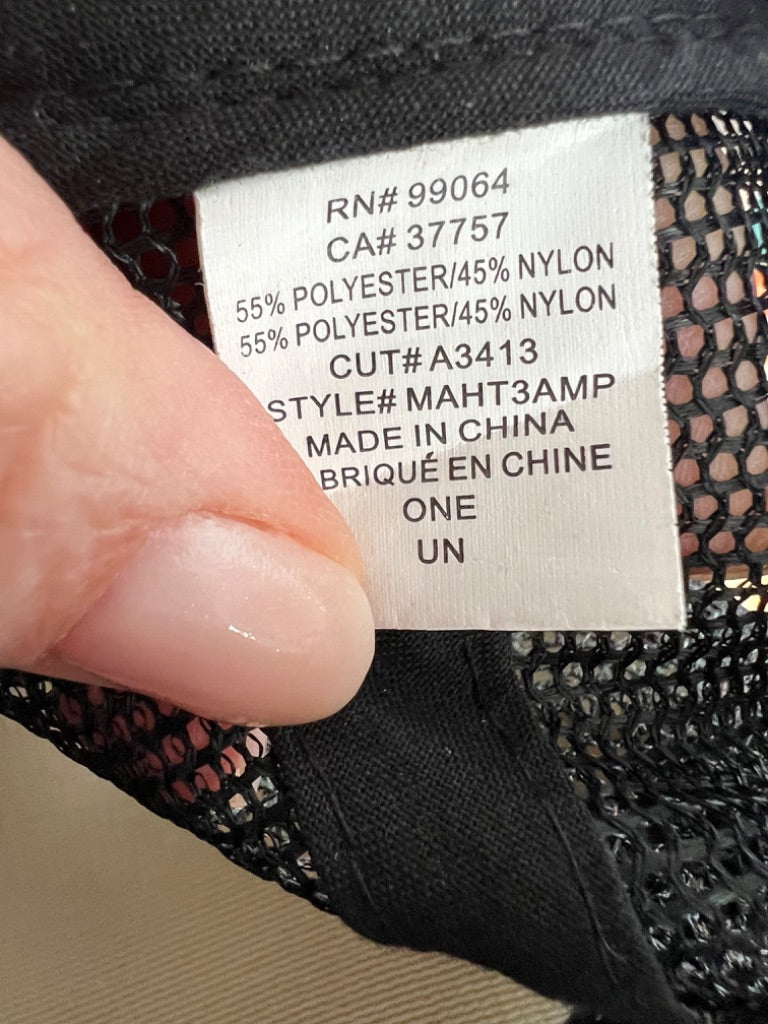 RN# 99064
CA# 37757
55% POLYESTER/45% NYLON
55% POLYESTER/45% NYLON
CUT# A3413
STYLE# MAHT3AMP
MADE IN CHINA
BRIQUÉ EN CHINE
ONE
UN